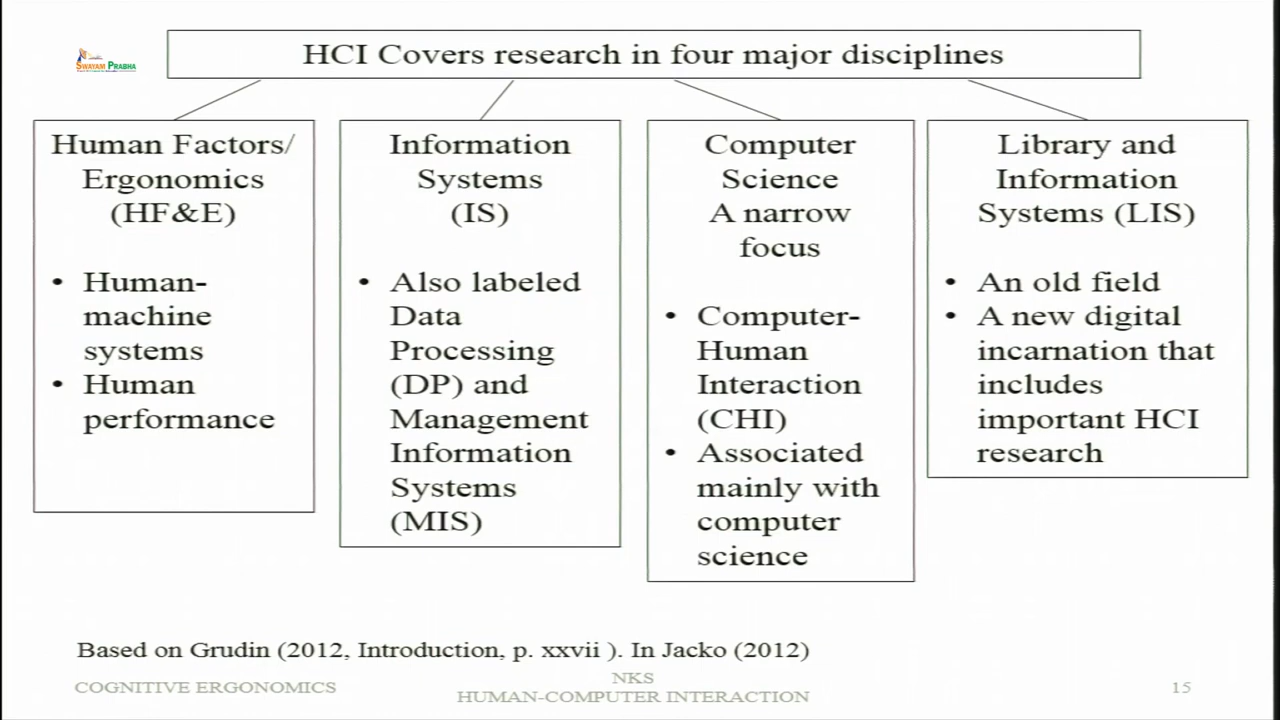 SWAYAM PRABHA
HCI Covers research in four major disciplines
Human Factors/
Ergonomics
(HF&E)
• Human-
machine
systems
• Human
performance
Information
Systems
(IS)
• Also labeled
Data
Processing
(DP) and
Management
Information
Systems
(MIS)
Computer
Science
A narrow
focus
• Computer-
Human
Interaction
(CHI)
• Associated
mainly with
computer
science
Library and
Information
Systems (LIS)
• An old field
• A new digital
incarnation that
includes
important HCI
research
Based on Grudin (2012, Introduction, p. xxvii ). In Jacko (2012)
COGNITIVE ERGONOMICS
NKS
HUMAN-COMPUTER INTERACTION
15